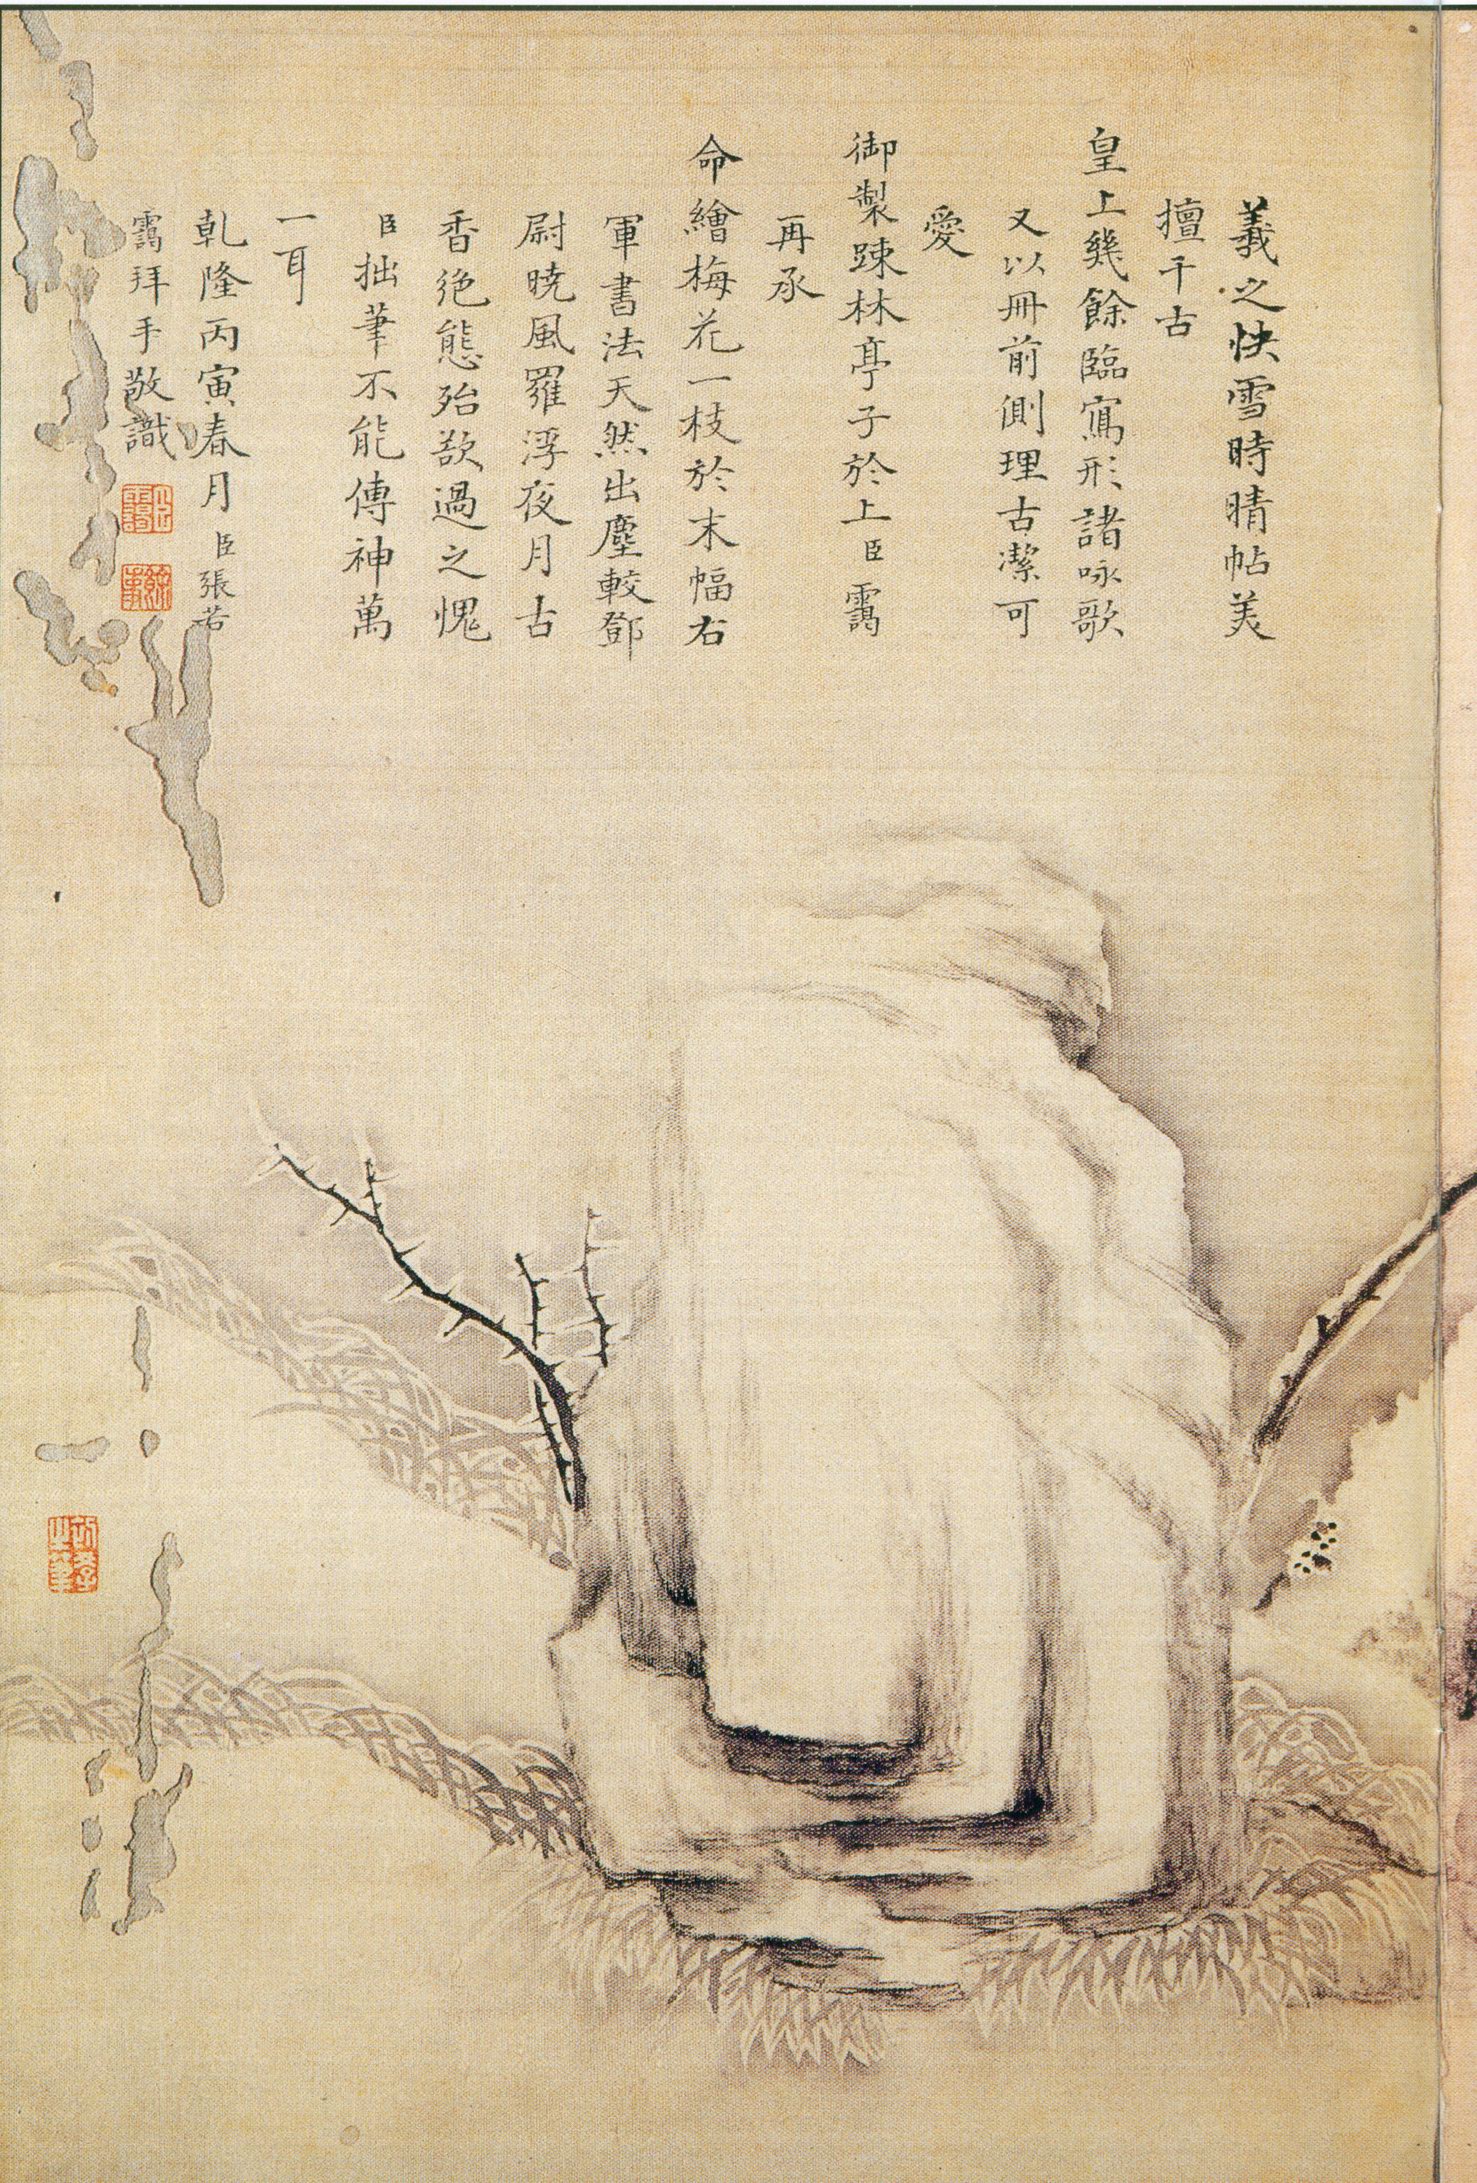 羲之快雪時晴帖美
擅千古
皇上幾餘臨寫形諸咏歌
又以冊前側理古潔可
愛
御製踈林亭子於上臣靄
再承
命繪梅花一枝於末幅右
軍書法天然出塵較鄧
尉曉風羅浮夜月古
香绝態殆欲過之愧
臣拙筆不能傳神萬
一耳
乾隆丙寅春月臣張若
靄拜手敬識